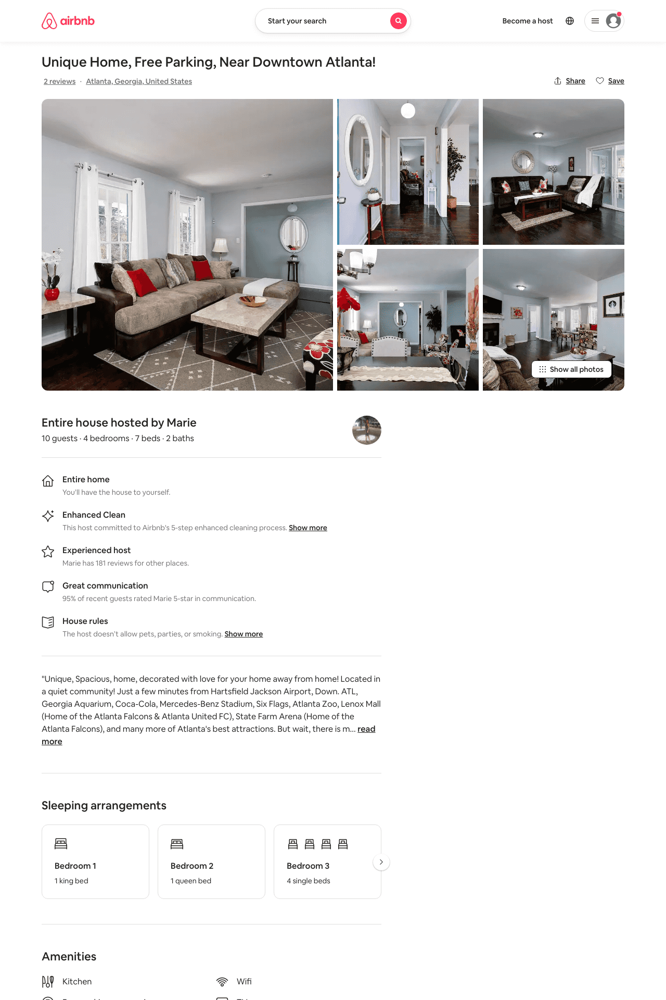 airbnb
Start your search
Become a host
Unique Home, Free Parking, Near Downtown Atlanta!
2 reviews · Atlanta, Georgia, United States
Share
Save
Show all photos
Entire house hosted by Marie
10 guests · 4 bedrooms · 7 beds · 2 baths
Entire home
You’ll have the house to yourself.
Enhanced Clean
This host committed to Airbnb's 5-step enhanced cleaning process. Show more
Experienced host
Marie has 181 reviews for other places.
Great communication
95% of recent guests rated Marie 5-star in communication.
House rules
The host doesn’t allow pets, parties, or smoking. Show more
"Unique, Spacious, home, decorated with love for your home away from home! Located in
a quiet community! Just a few minutes from Hartsfield Jackson Airport, Down. ATL,
Georgia Aquarium, Coca-Cola, Mercedes-Benz Stadium, Six Flags, Atlanta Zoo, Lenox Mall
(Home of the Atlanta Falcons & Atlanta United FC), State Farm Arena (Home of the
Atlanta Falcons), and many more of Atlanta's best attractions. But wait, there is m... read
more
Sleeping arrangements
Bedroom 1
1 king bed
Bedroom 2
1 queen bed
Bedroom 3
4 single beds
Amenities
Kitchen
Wifi